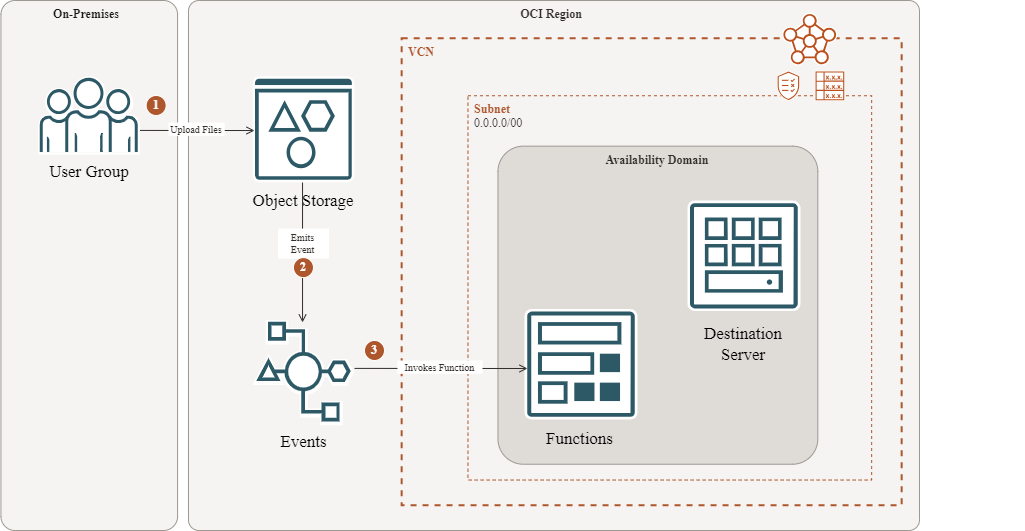 On-Premises
OCI Region
VCN
Subnet
0.0.0.0/00
Availability Domain
1
Upload Files
User Group
Object Storage
Emits
Event
2
3
Invokes Function
Events
Functions
Destination
Server
x.x.x.
x.x.x.
x.x.x.